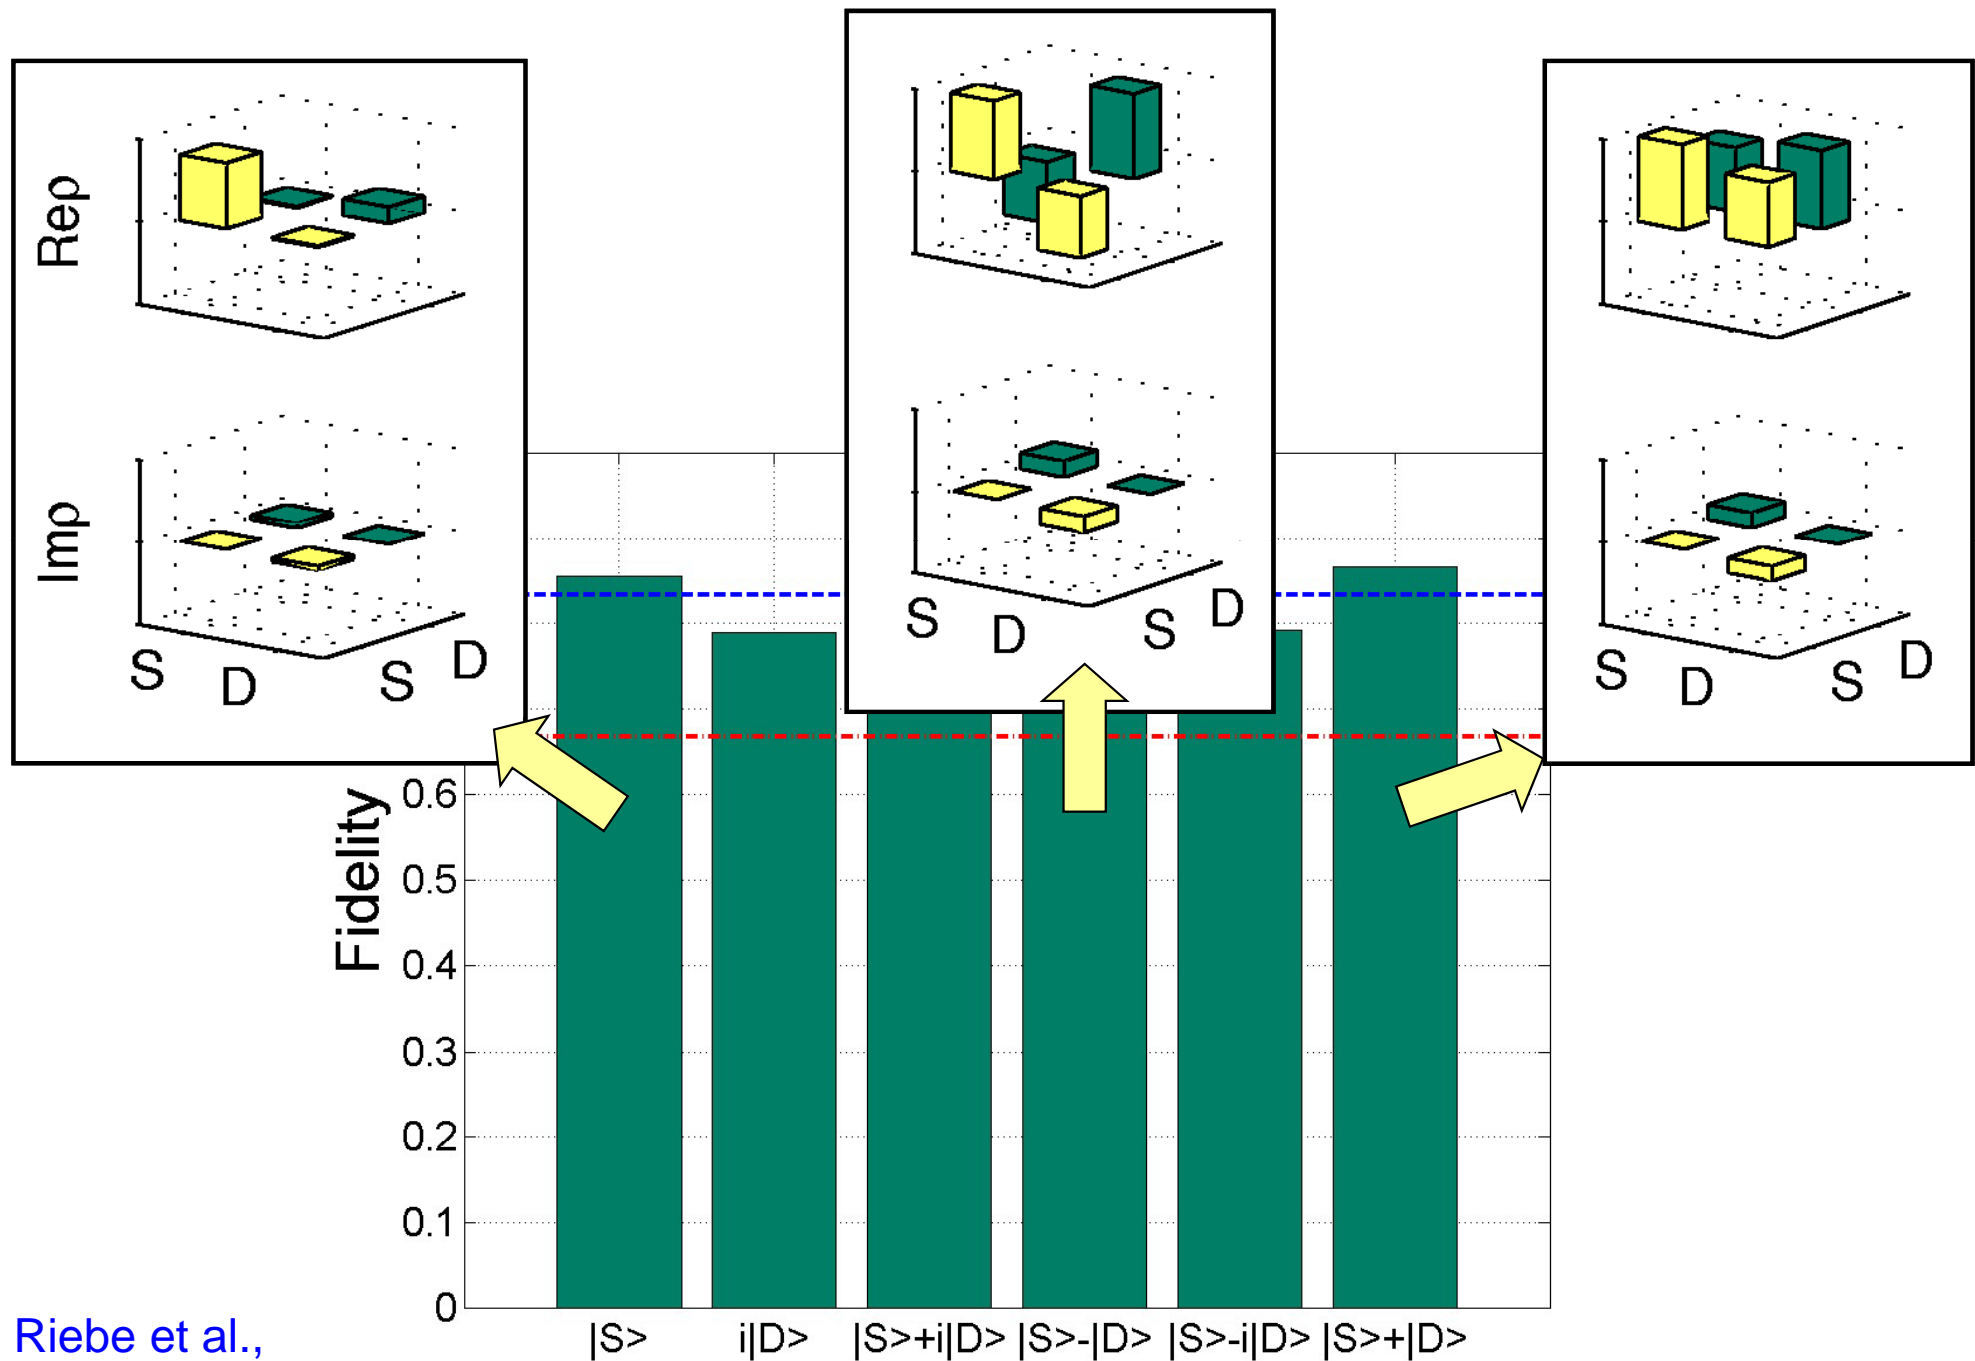 Reρ
Imρ
S D S D
S D S D
S D S D
Fidelity
0.6
0.5
0.4
0.3
0.2
0.1
0
|S> i|D> |S>+i|D> |S>-|D> |S>-i|D> |S>+|D>
Riebe et al.,